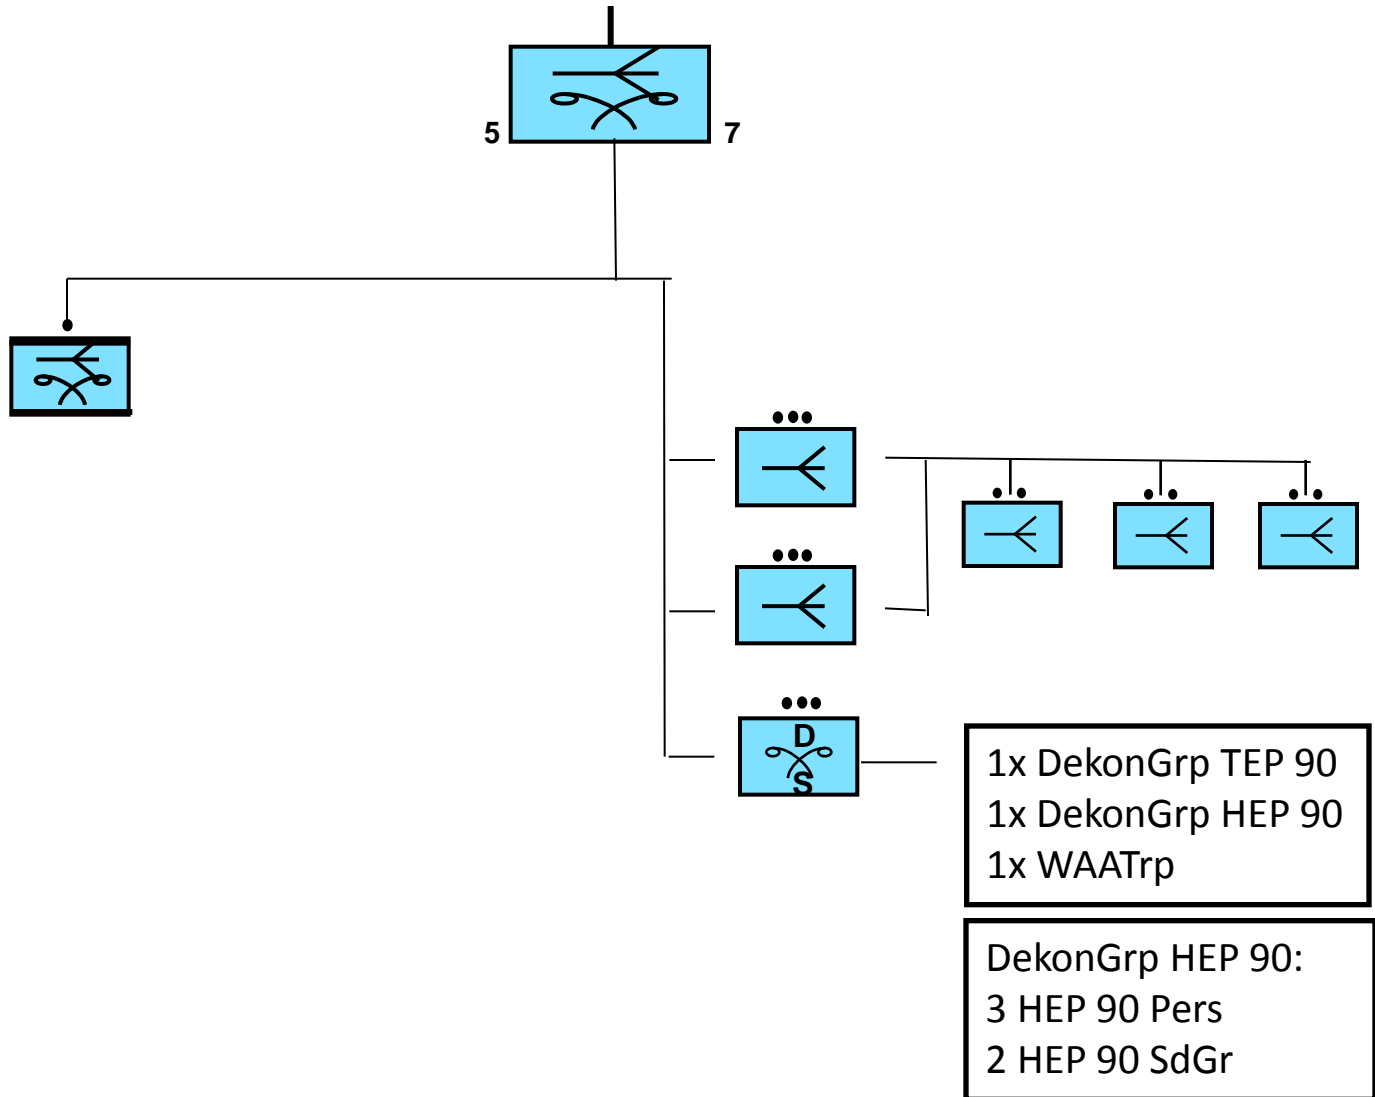 5
7
D
S
1x DekonGrp TEP 90
1x DekonGrp HEP 90
1x WAATrp
DekonGrp HEP 90:
3 HEP 90 Pers
2 HEP 90 SdGr